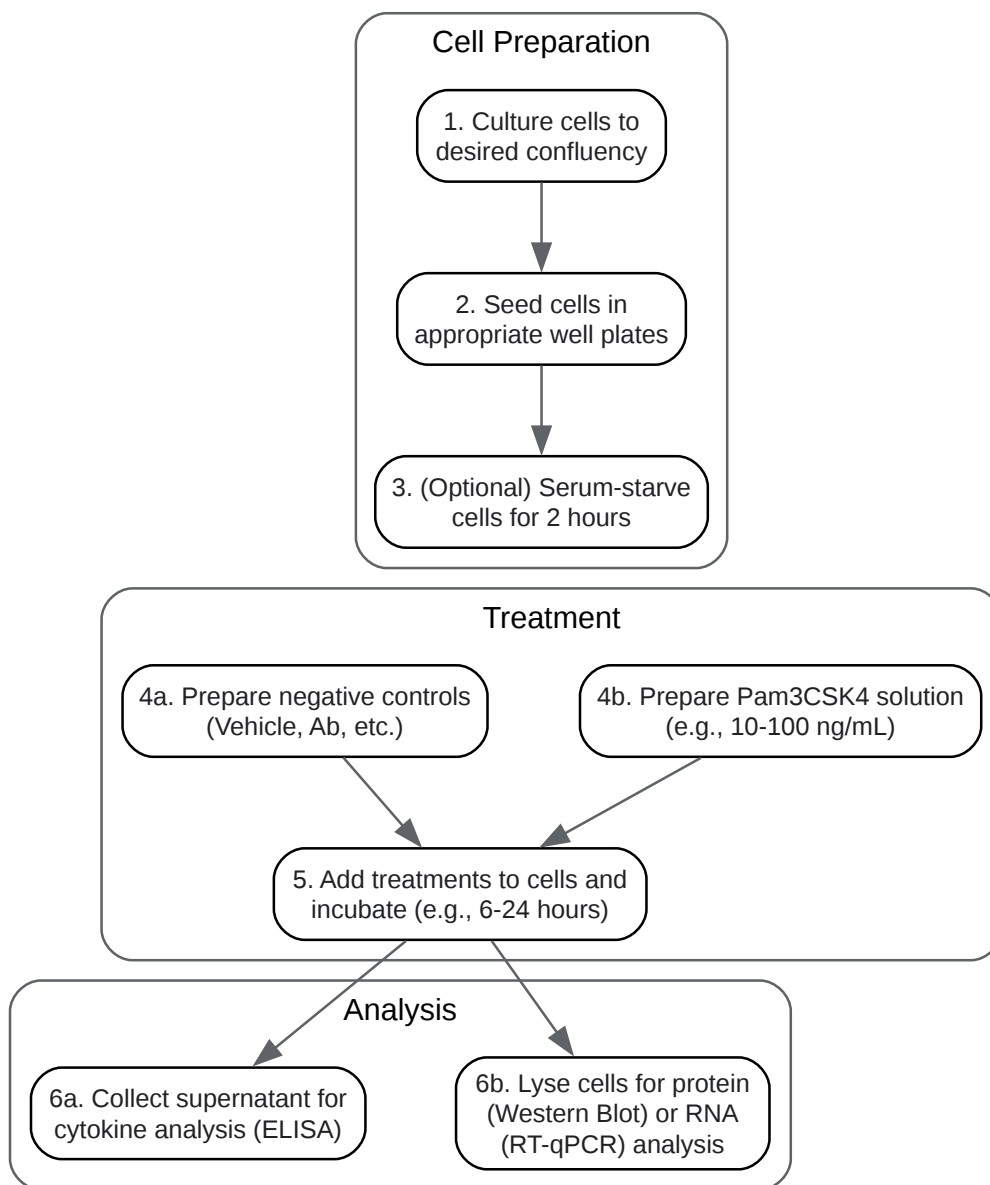 Cell Preparation
1. Culture cells to
desired confluency
2. Seed cells in
appropriate well plates
3. (Optional) Serum-starve
cells for 2 hours
Treatment
4a. Prepare negative controls
(Vehicle, Ab, etc.)
4b. Prepare Pam3CSK4 solution
(e.g., 10-100 ng/mL)
5. Add treatments to cells and
incubate (e.g., 6-24 hours)
Analysis
6a. Collect supernatant for
cytokine analysis (ELISA)
6b. Lyse cells for protein
(Western Blot) or RNA
(RT-qPCR) analysis